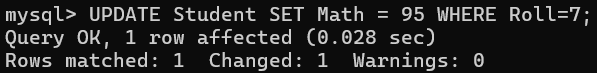 mysql> UPDATE Student SET Math = 95 WHERE Roll=7;
Query OK, 1 row affected (0.028 sec)
Rows matched: 1  Changed: 1  Warnings: 0